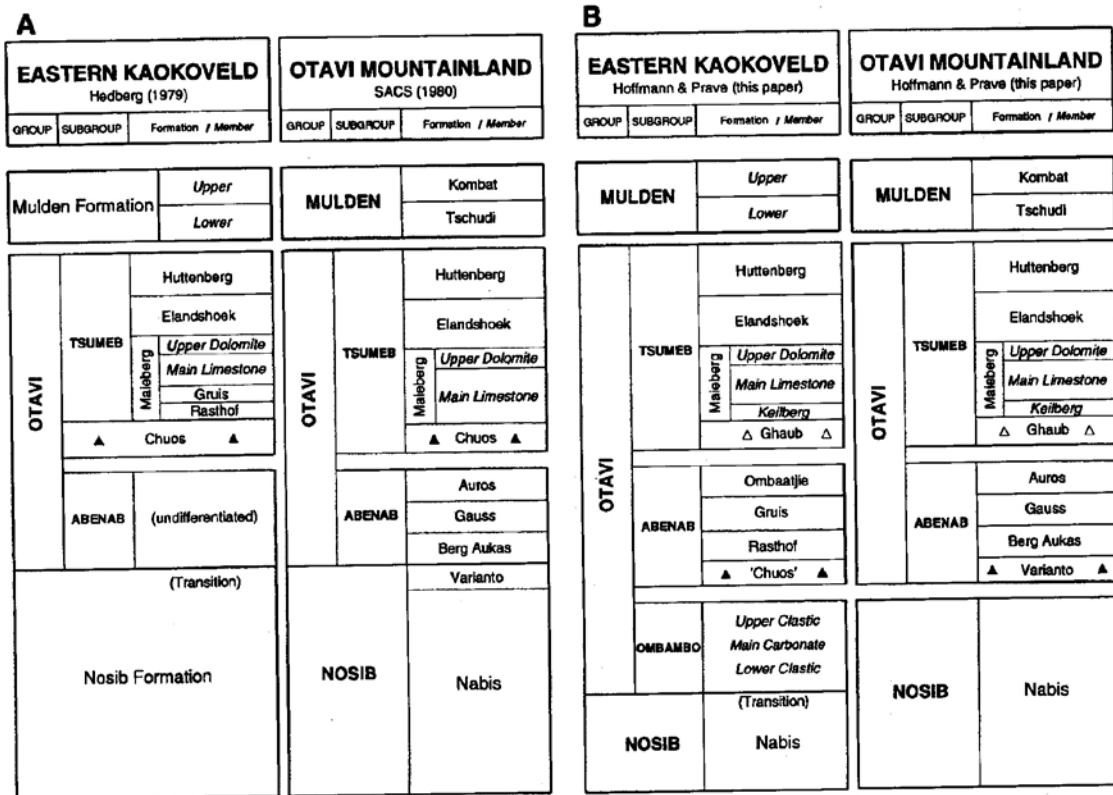 A
EASTERN KAOKOVELD
Hedberg (1979)
GROUP SUBGROUP Formation / Member
Mulden Formation
Upper
Lower
OTAVI
TSUMEB
Huttenberg
Elandshoek
Maieberg
Upper Dolomite
Main Limestone
Gruis
Rasthof
▲ Chuos ▲
ABENAB
(undifferentiated)
(Transition)
Nosib Formation
OTAVI MOUNTAINLAND
SACS (1980)
GROUP SUBGROUP Formation / Member
MULDEN
Kombat
Tschudi
OTAVI
TSUMEB
Huttenberg
Elandshoek
Maieberg
Upper Dolomite
Main Limestone
▲ Chuos ▲
ABENAB
Auros
Gauss
Berg Aukas
NOSIB
Varianto
Nabis
B
EASTERN KAOKOVELD
Hoffmann & Prave (this paper)
GROUP SUBGROUP Formation / Member
MULDEN
Upper
Lower
OTAVI
TSUMEB
Huttenberg
Elandshoek
Maieberg
Upper Dolomite
Main Limestone
Keilberg
△ Ghaub △
ABENAB
Ombaatjie
Gruis
Rasthof
▲ 'Chuos' ▲
OMBAMBO
Upper Clastic
Main Carbonate
Lower Clastic
NOSIB
(Transition)
Nabis
OTAVI MOUNTAINLAND
Hoffmann & Prave (this paper)
GROUP SUBGROUP Formation / Member
MULDEN
Kombat
Tschudi
OTAVI
TSUMEB
Huttenberg
Elandshoek
Maieberg
Upper Dolomite
Main Limestone
Keilberg
△ Ghaub △
ABENAB
Auros
Gauss
Berg Aukas
▲ Varianto ▲
NOSIB
Nabis